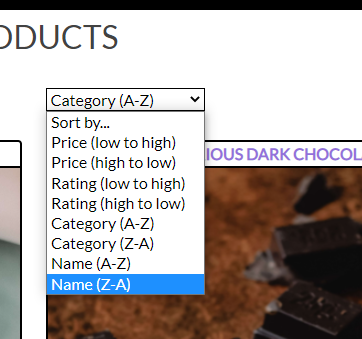 ODUCTS
Category (A-Z)
Sort by...
Price (low to high)
Price (high to low)
IOUS DARK CHOCOL
Rating (low to high)
Rating (high to low)
Category (A-Z)
Category (Z-A)
Name (A-Z)
Name (Z-A)